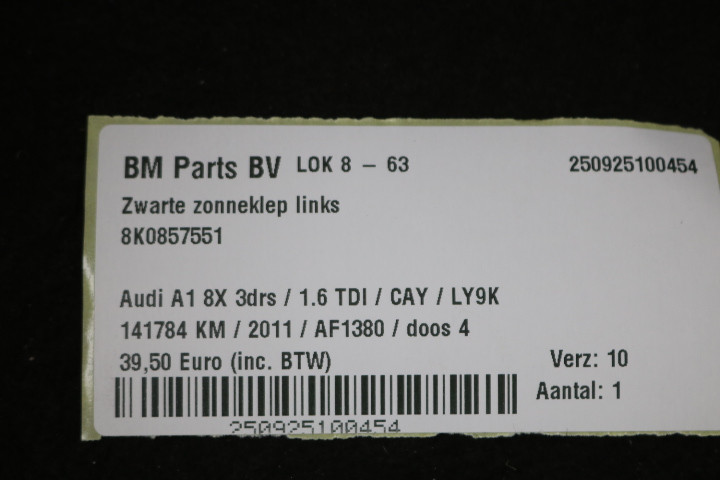 BM Parts BV LOK 8 – 63 250925100454
Zwarte zonneklep links
8K0857551
Audi A1 8X 3drs / 1.6 TDI / CAY / LY9K
141784 KM / 2011 / AF1380 / doos 4
39,50 Euro (inc. BTW) Verz: 10
Aantal: 1
250925100454